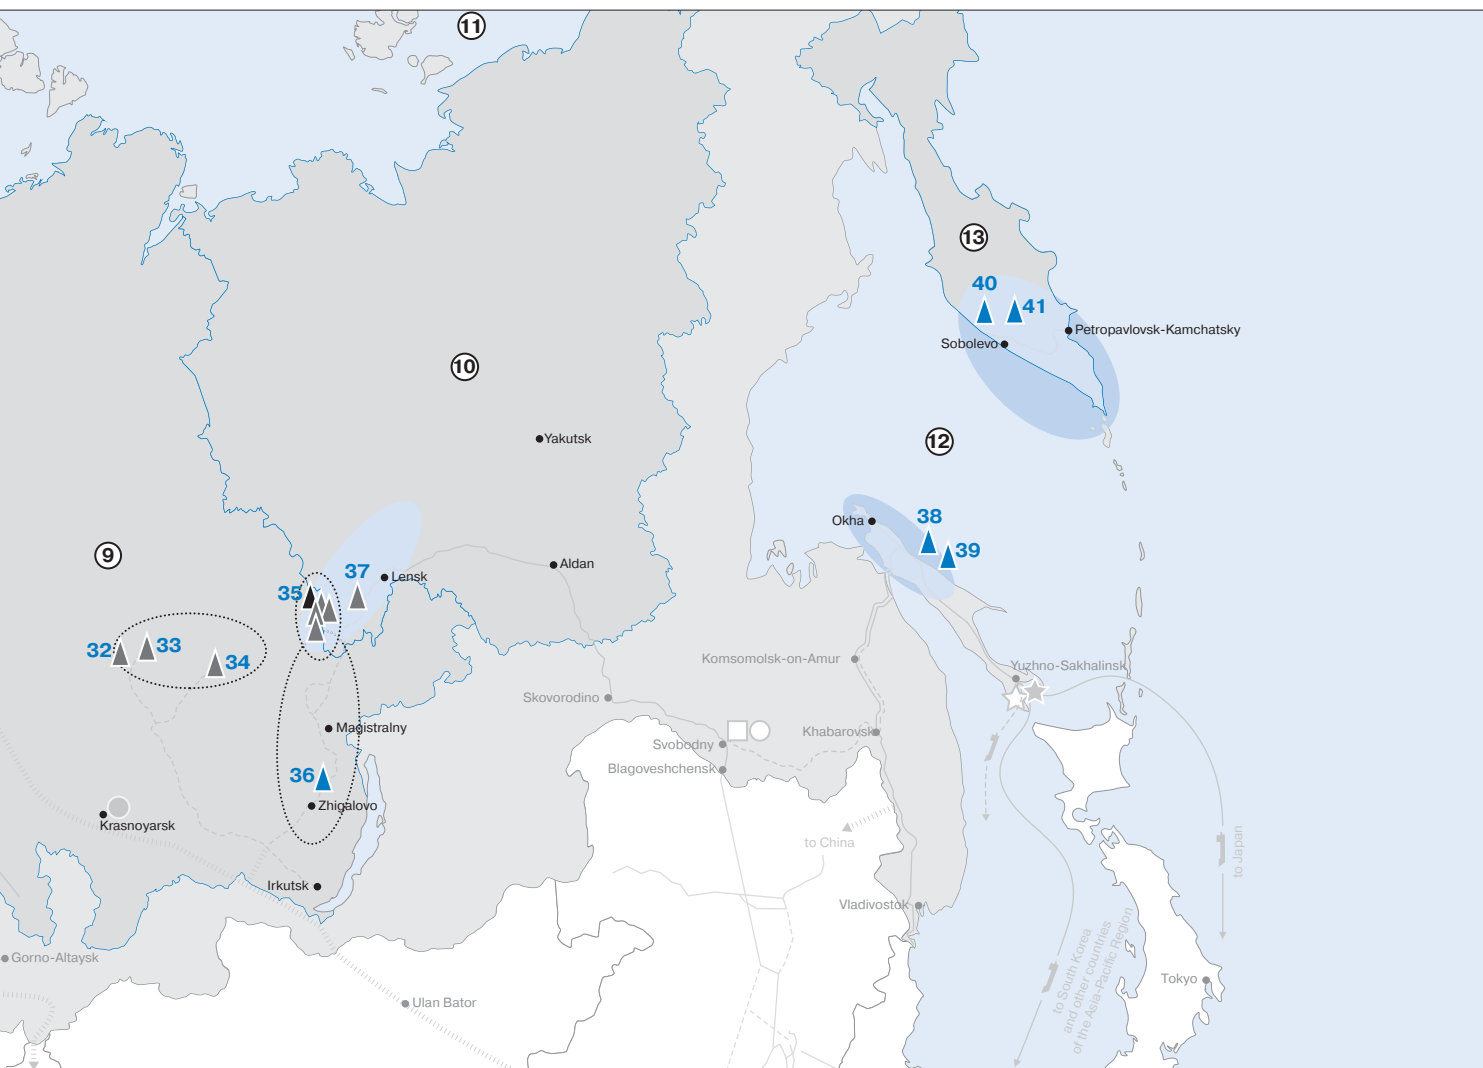 11
13
40
41
Petropavlovsk-Kamchatsky
Sobolevo
10
Yakutsk
12
Okha
38
39
9
Aldan
37
Lensk
35
32
33
34
Komsomolsk-on-Amur
Yuzhno-Sakhalinsk
Skovorodino
Magistralny
Khabarovsk
Svobodny
Blagoveshchensk
36
Zhigalovo
Krasnoyarsk
to China
to Japan
Irkutsk
Vladivostok
Gorno-Altaysk
to South Korea
and other countries
of the Asia-Pacific Region
Tokyo
Ulan Bator